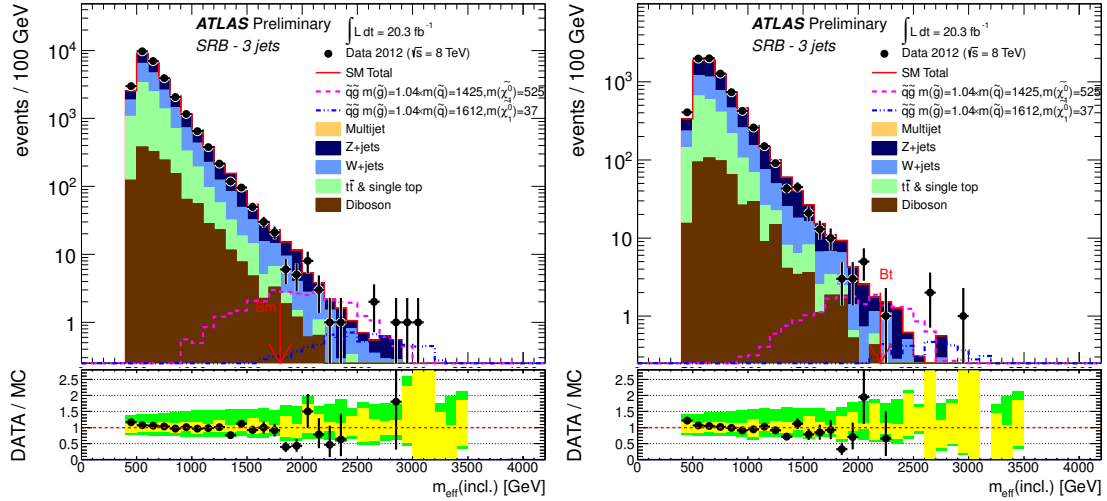 ATLAS Preliminary
SRB - 3 jets
∫ L dt = 20.3 fb⁻¹
Data 2012 (√s = 8 TeV)
SM Total
q̃g̃ m(g̃)=1.04×m(q̃)=1425,m(χ̃₁⁰)=525
q̃g̃ m(g̃)=1.04×m(q̃)=1612,m(χ̃₁⁰)=37
Multijet
Z+jets
W+jets
tt̄ & single top
Diboson
events / 100 GeV
10⁴
10³
10²
10
1
Bm
DATA / MC
2.5
2
1.5
1
0.5
0
0 500 1000 1500 2000 2500 3000 3500 4000
m_eff(incl.) [GeV]
ATLAS Preliminary
SRB - 3 jets
∫ L dt = 20.3 fb⁻¹
Data 2012 (√s = 8 TeV)
SM Total
q̃g̃ m(g̃)=1.04×m(q̃)=1425,m(χ̃₁⁰)=525
q̃g̃ m(g̃)=1.04×m(q̃)=1612,m(χ̃₁⁰)=37
Multijet
Z+jets
W+jets
tt̄ & single top
Diboson
events / 100 GeV
10³
10²
10
1
Bt
DATA / MC
2.5
2
1.5
1
0.5
0
0 500 1000 1500 2000 2500 3000 3500 4000
m_eff(incl.) [GeV]